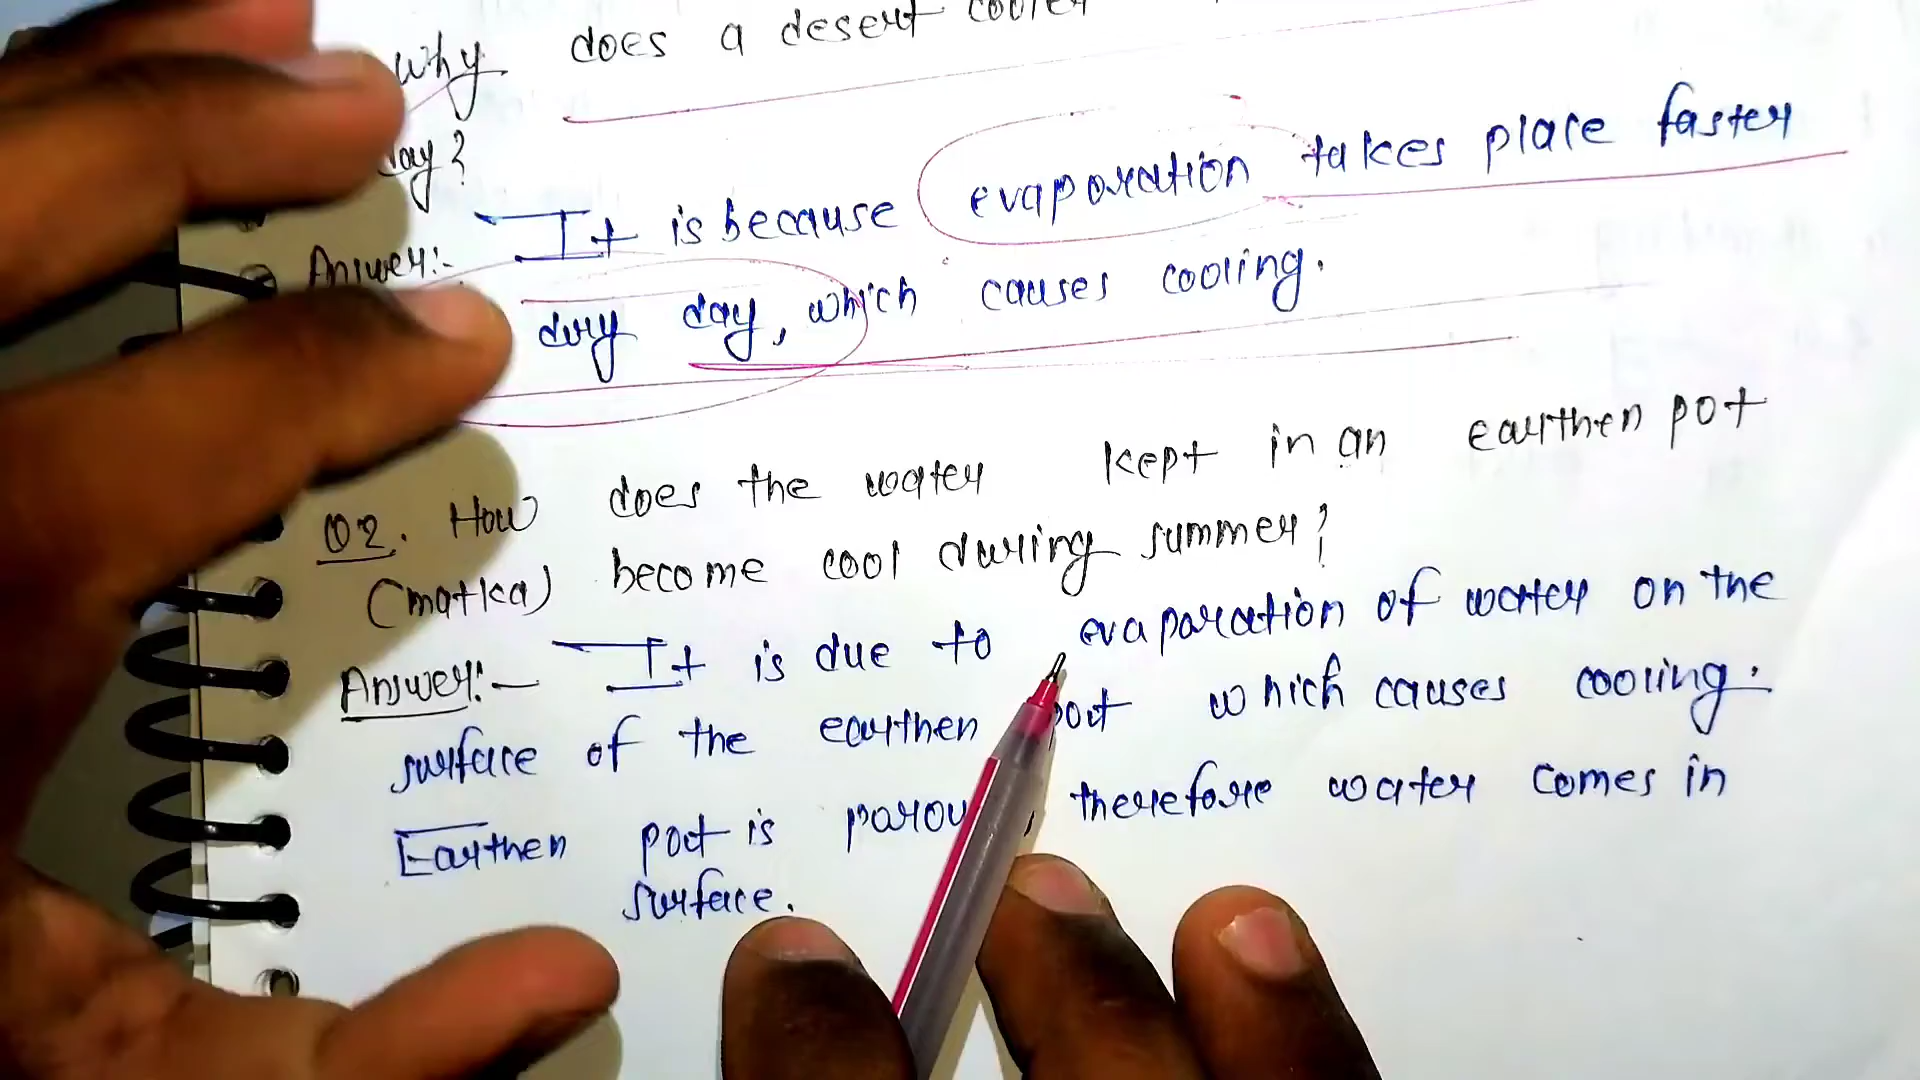 Why does a desert cooler
day?
Answer:- It is because evaporation takes place faster
dry day, which causes cooling.
Q2. How does the water kept in an earthen pot
(matka) become cool during summer?
Answer:- It is due to evaporation of water on the
surface of the earthen pot which causes cooling.
Earthen pot is porou, therefore water comes in
surface.